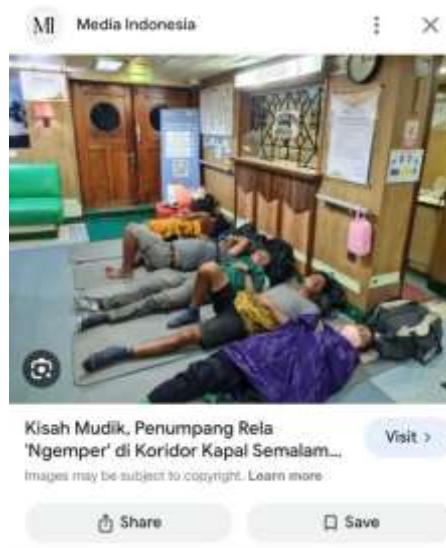 MI Media Indonesia
Kisah Mudik, Penumpang Rela
'Ngemper' di Koridor Kapal Semalam...
Visit >
Images may be subject to copyright. Learn more
Share
Save